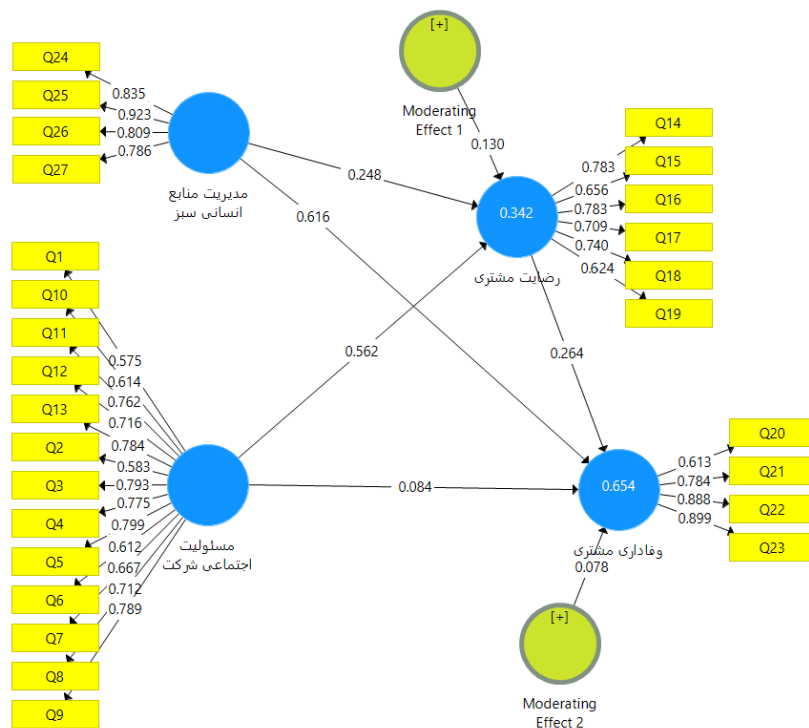 [+]
Moderating
Effect 1
0.130
Q24
Q25
Q26
Q27
0.835
0.923
0.809
0.786
مدیریت منابع
انسانی سبز
0.248
0.616
0.342
رضایت مشتری
0.783
0.656
0.783
0.709
0.740
0.624
Q14
Q15
Q16
Q17
Q18
Q19
Q1
Q10
Q11
Q12
Q13
Q2
Q3
Q4
Q5
Q6
Q7
Q8
Q9
0.575
0.614
0.762
0.716
0.784
0.583
0.793
0.775
0.799
0.612
0.667
0.712
0.789
مسئولیت
اجتماعی شرکت
0.562
0.264
0.084
0.654
وفاداری مشتری
0.613
0.784
0.888
0.899
Q20
Q21
Q22
Q23
0.078
[+]
Moderating
Effect 2